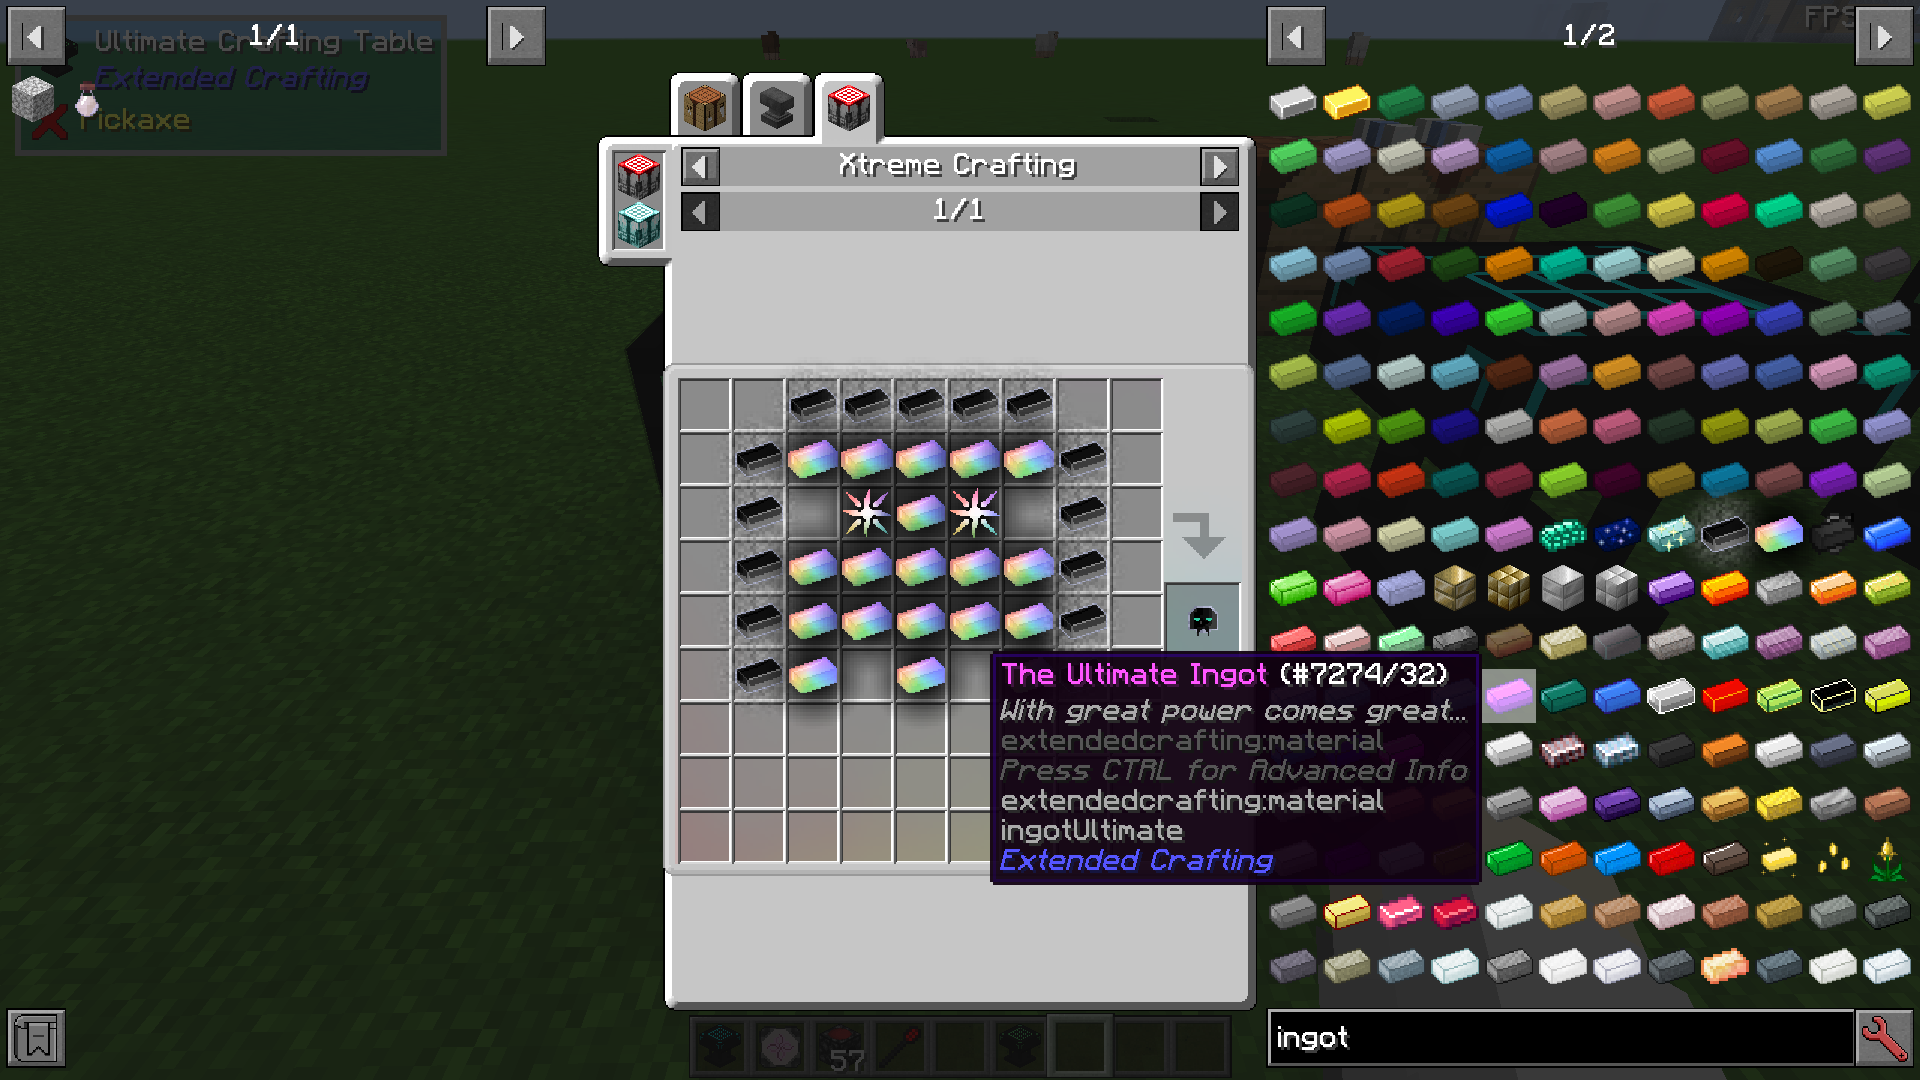 1/1
Ultimate Crafting Table
Extended Crafting
Pickaxe
FPS
1/2
Xtreme Crafting
1/1
The Ultimate Ingot (#7274/32)
With great power comes great...
extendedcrafting:material
Press CTRL for Advanced Info
extendedcrafting:material
ingotUltimate
Extended Crafting
57
ingot